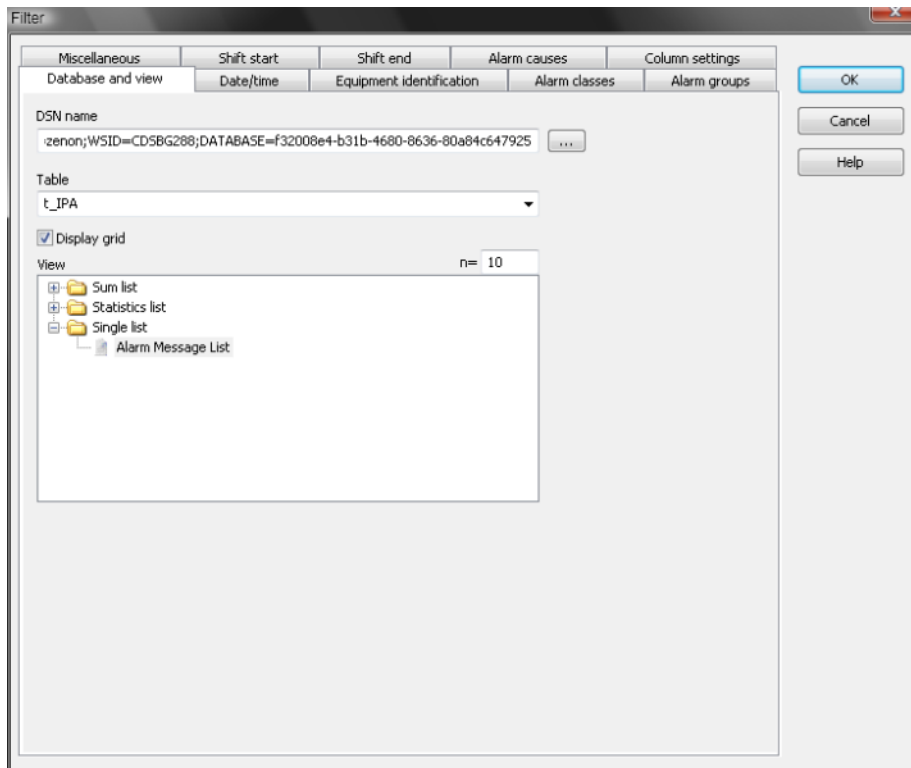 Filter
Miscellaneous Shift start Shift end Alarm causes Column settings
Database and view Date/time Equipment identification Alarm classes Alarm groups
OK
Cancel
Help
DSN name
zenon;WSID=CDSBG288;DATABASE=f32008e4-b31b-4680-8636-80a84c647925 ...
Table
t_IPA
Display grid
View n= 10
Sum list
Statistics list
Single list
Alarm Message List